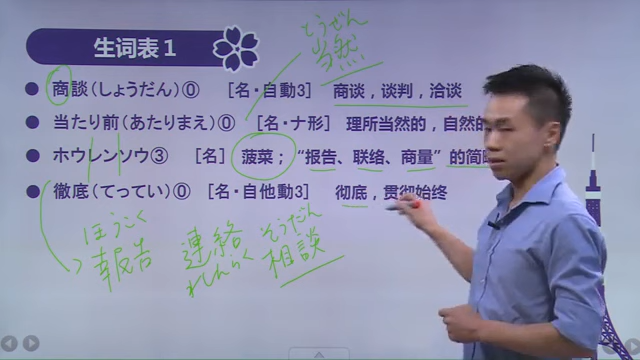 生词表1
とうぜん
当然
商談（しょうだん）⓪ [名・自動3] 商谈，谈判，洽谈
当たり前（あたりまえ）⓪ [名・ナ形] 理所当然的，自然
ホウレンソウ③ [名] 菠菜；“报告、联络、商量”的简
徹底（てってい）⓪ [名・自他動3] 彻底，贯彻始终
ほうこく
報告
連絡
れんらく
そうだん
相談